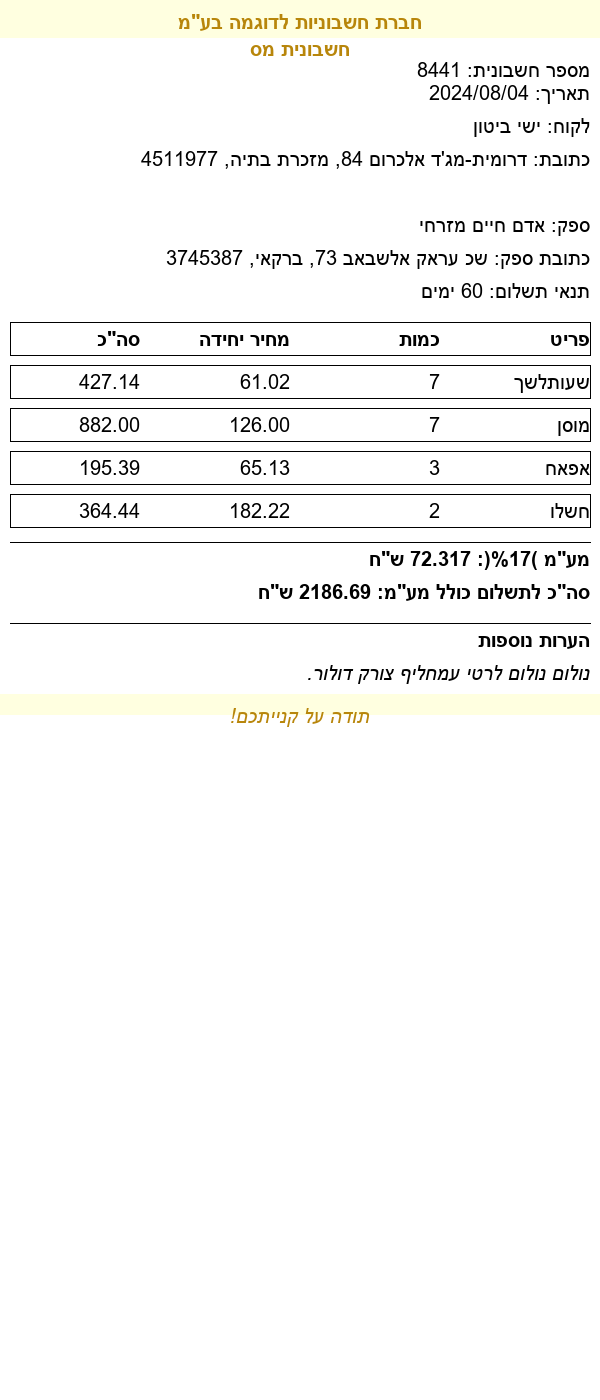 חברת חשבוניות לדוגמה בע"מ
חשבונית מס
מספר חשבונית: 8441
תאריך: 2024/08/04
לקוח: ישי ביטון
כתובת: דרומית-מג'ד אלכרום 84, מזכרת בתיה, 4511977
ספק: אדם חיים מזרחי
כתובת ספק: שכ עראק אלשבאב 73, ברקאי, 3745387
תנאי תשלום: 60 ימים
פריט כמות מחיר יחידה סה"כ
שעותלשך 7 61.02 427.14
מוסן 7 126.00 882.00
אפאח 3 65.13 195.39
חשלו 2 182.22 364.44
מע"מ )17%(: 72.317 ש"ח
סה"כ לתשלום כולל מע"מ: 2186.69 ש"ח
הערות נוספות
נולום נולום לרטי עמחליף צורק דולור.
תודה על קנייתכם!